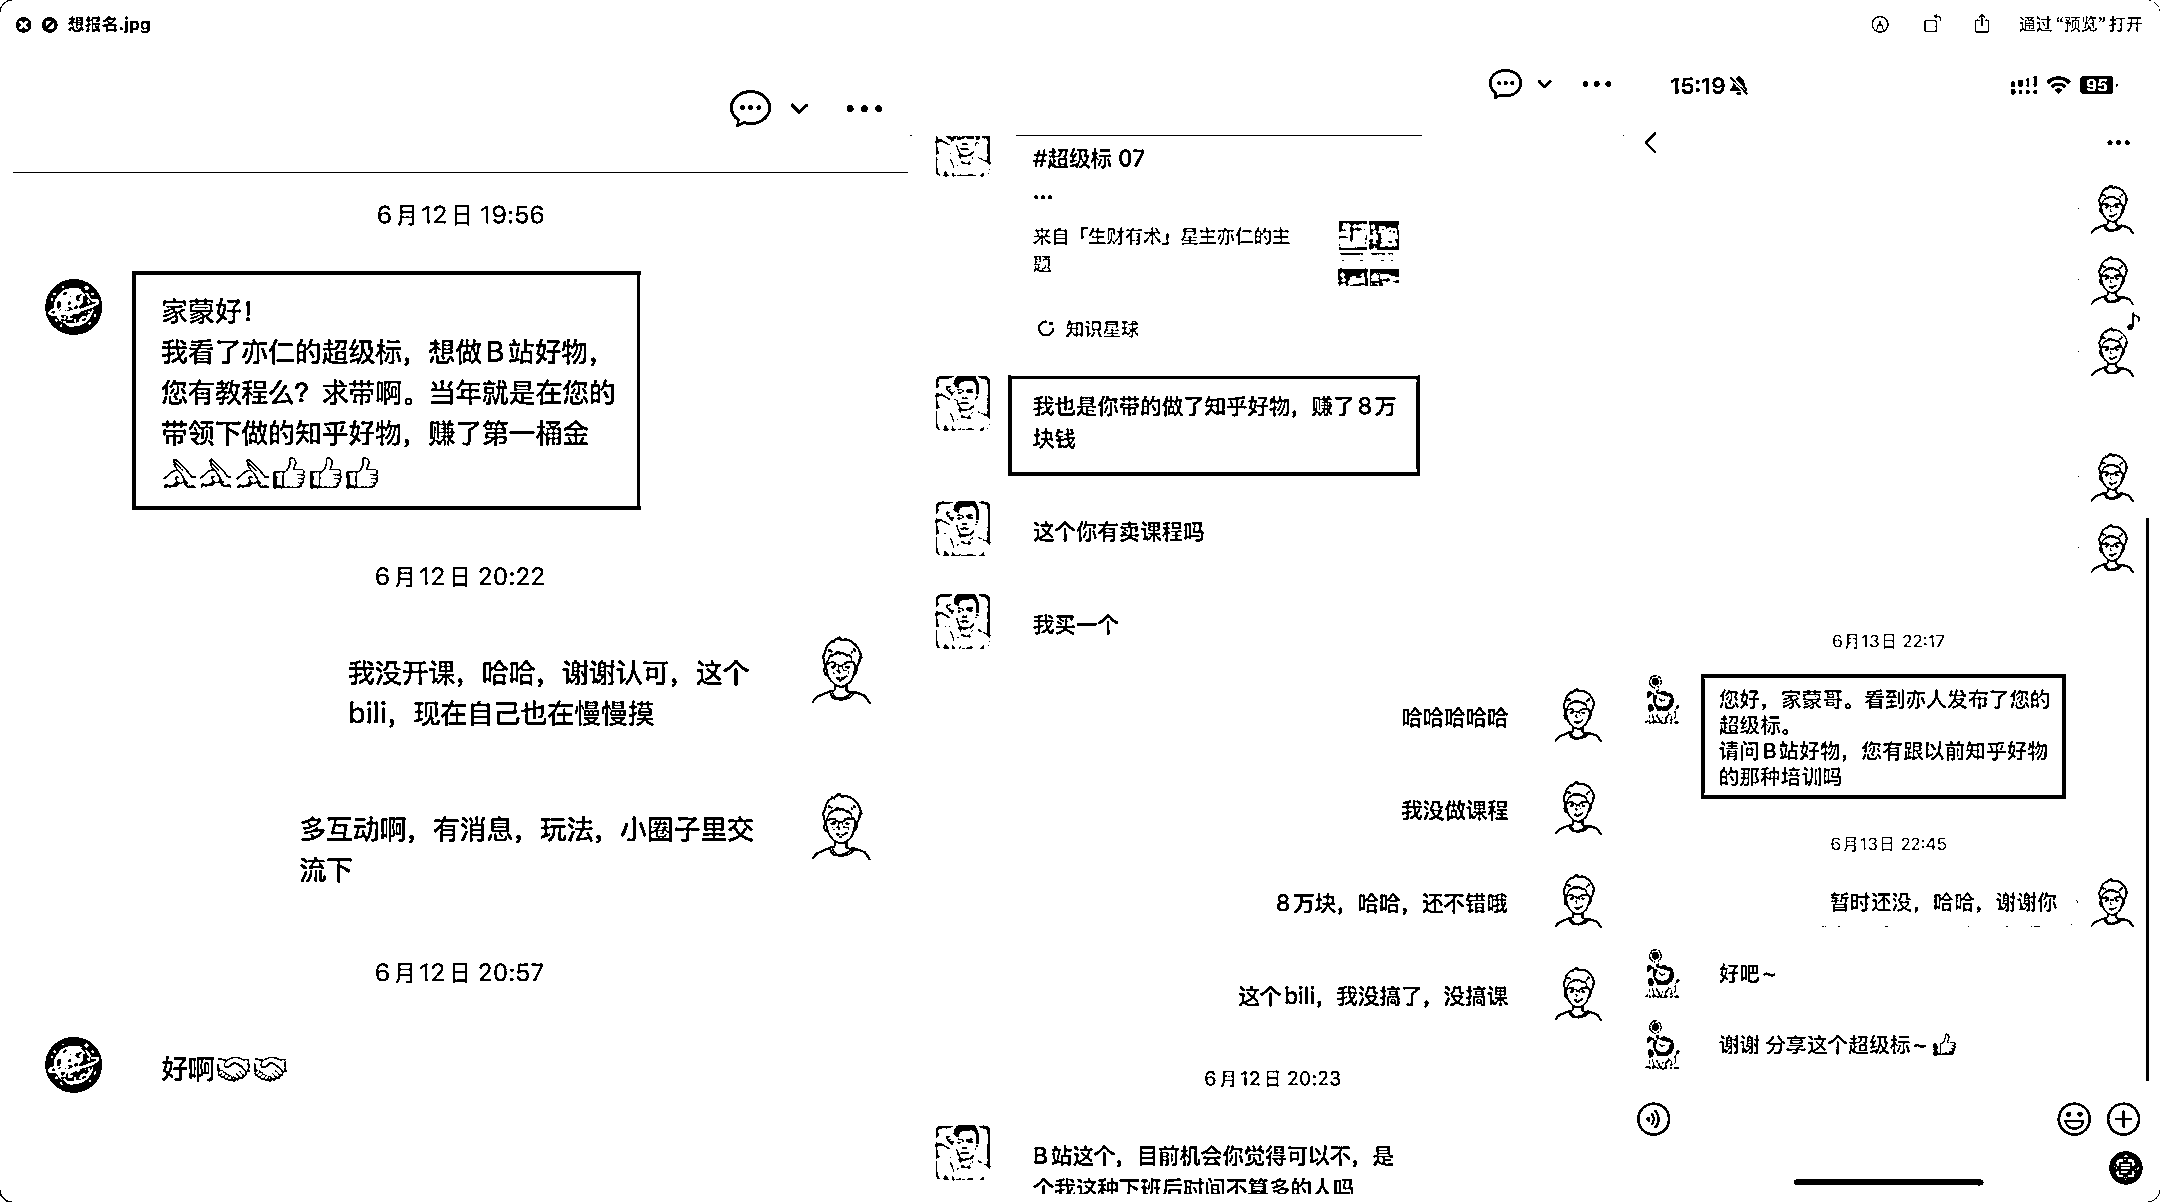 想报名.jpg
通过“预览”打开
6月12日 19:56
家蒙好！
我看了亦仁的超级标，想做B站好物，
您有教程么？求带啊。当年就是在您的
带领下做的知乎好物，赚了第一桶金
🙏🙏🙏👍👍👍
6月12日 20:22
我没开课，哈哈，谢谢认可，这个
bili，现在自己也在慢慢摸
多互动啊，有消息，玩法，小圈子里交
流下
6月12日 20:57
好啊🤝🤝
#超级标 07
...
来自「生财有术」星主亦仁的主
题
知识星球
我也是你带的做了知乎好物，赚了8万
块钱
这个你有卖课程吗
我买一个
哈哈哈哈哈
我没做课程
8万块，哈哈，还不错哦
这个bili，我没搞了，没搞课
6月12日 20:23
B站这个，目前机会你觉得可以不，是
个我这种下班后时间不算多的人吗
15:19
95
6月13日 22:17
您好，家蒙哥。看到亦人发布了您的
超级标。
请问B站好物，您有跟以前知乎好物
的那种培训吗
6月13日 22:45
暂时还没，哈哈，谢谢你
好吧~
谢谢 分享这个超级标~👍